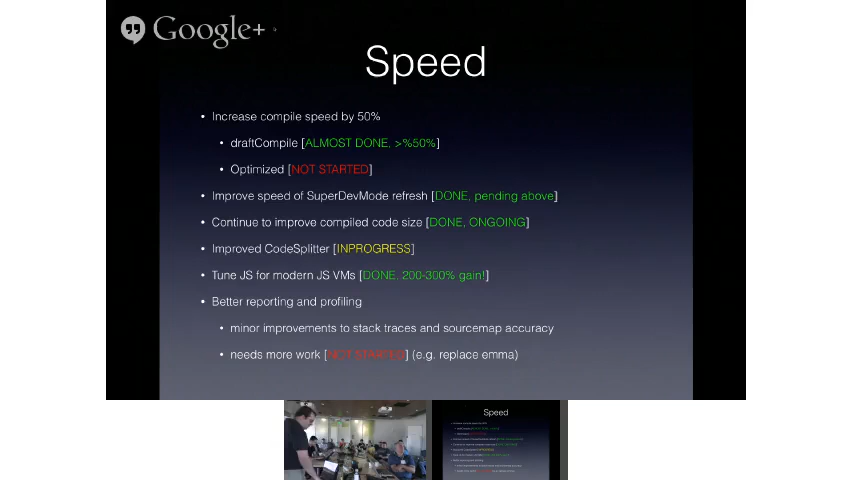 Google+
Speed
• Increase compile speed by 50%
• draftCompile [ALMOST DONE, >%50%]
• Optimized [NOT STARTED]
• Improve speed of SuperDevMode refresh [DONE, pending above]
• Continue to improve compiled code size [DONE, ONGOING]
• Improved CodeSplitter [INPROGRESS]
• Tune JS for modern JS VMs [DONE, 200-300% gain!]
• Better reporting and profiling
• minor improvements to stack traces and sourcemap accuracy
• needs more work [NOT STARTED] (e.g. replace emma)
Speed